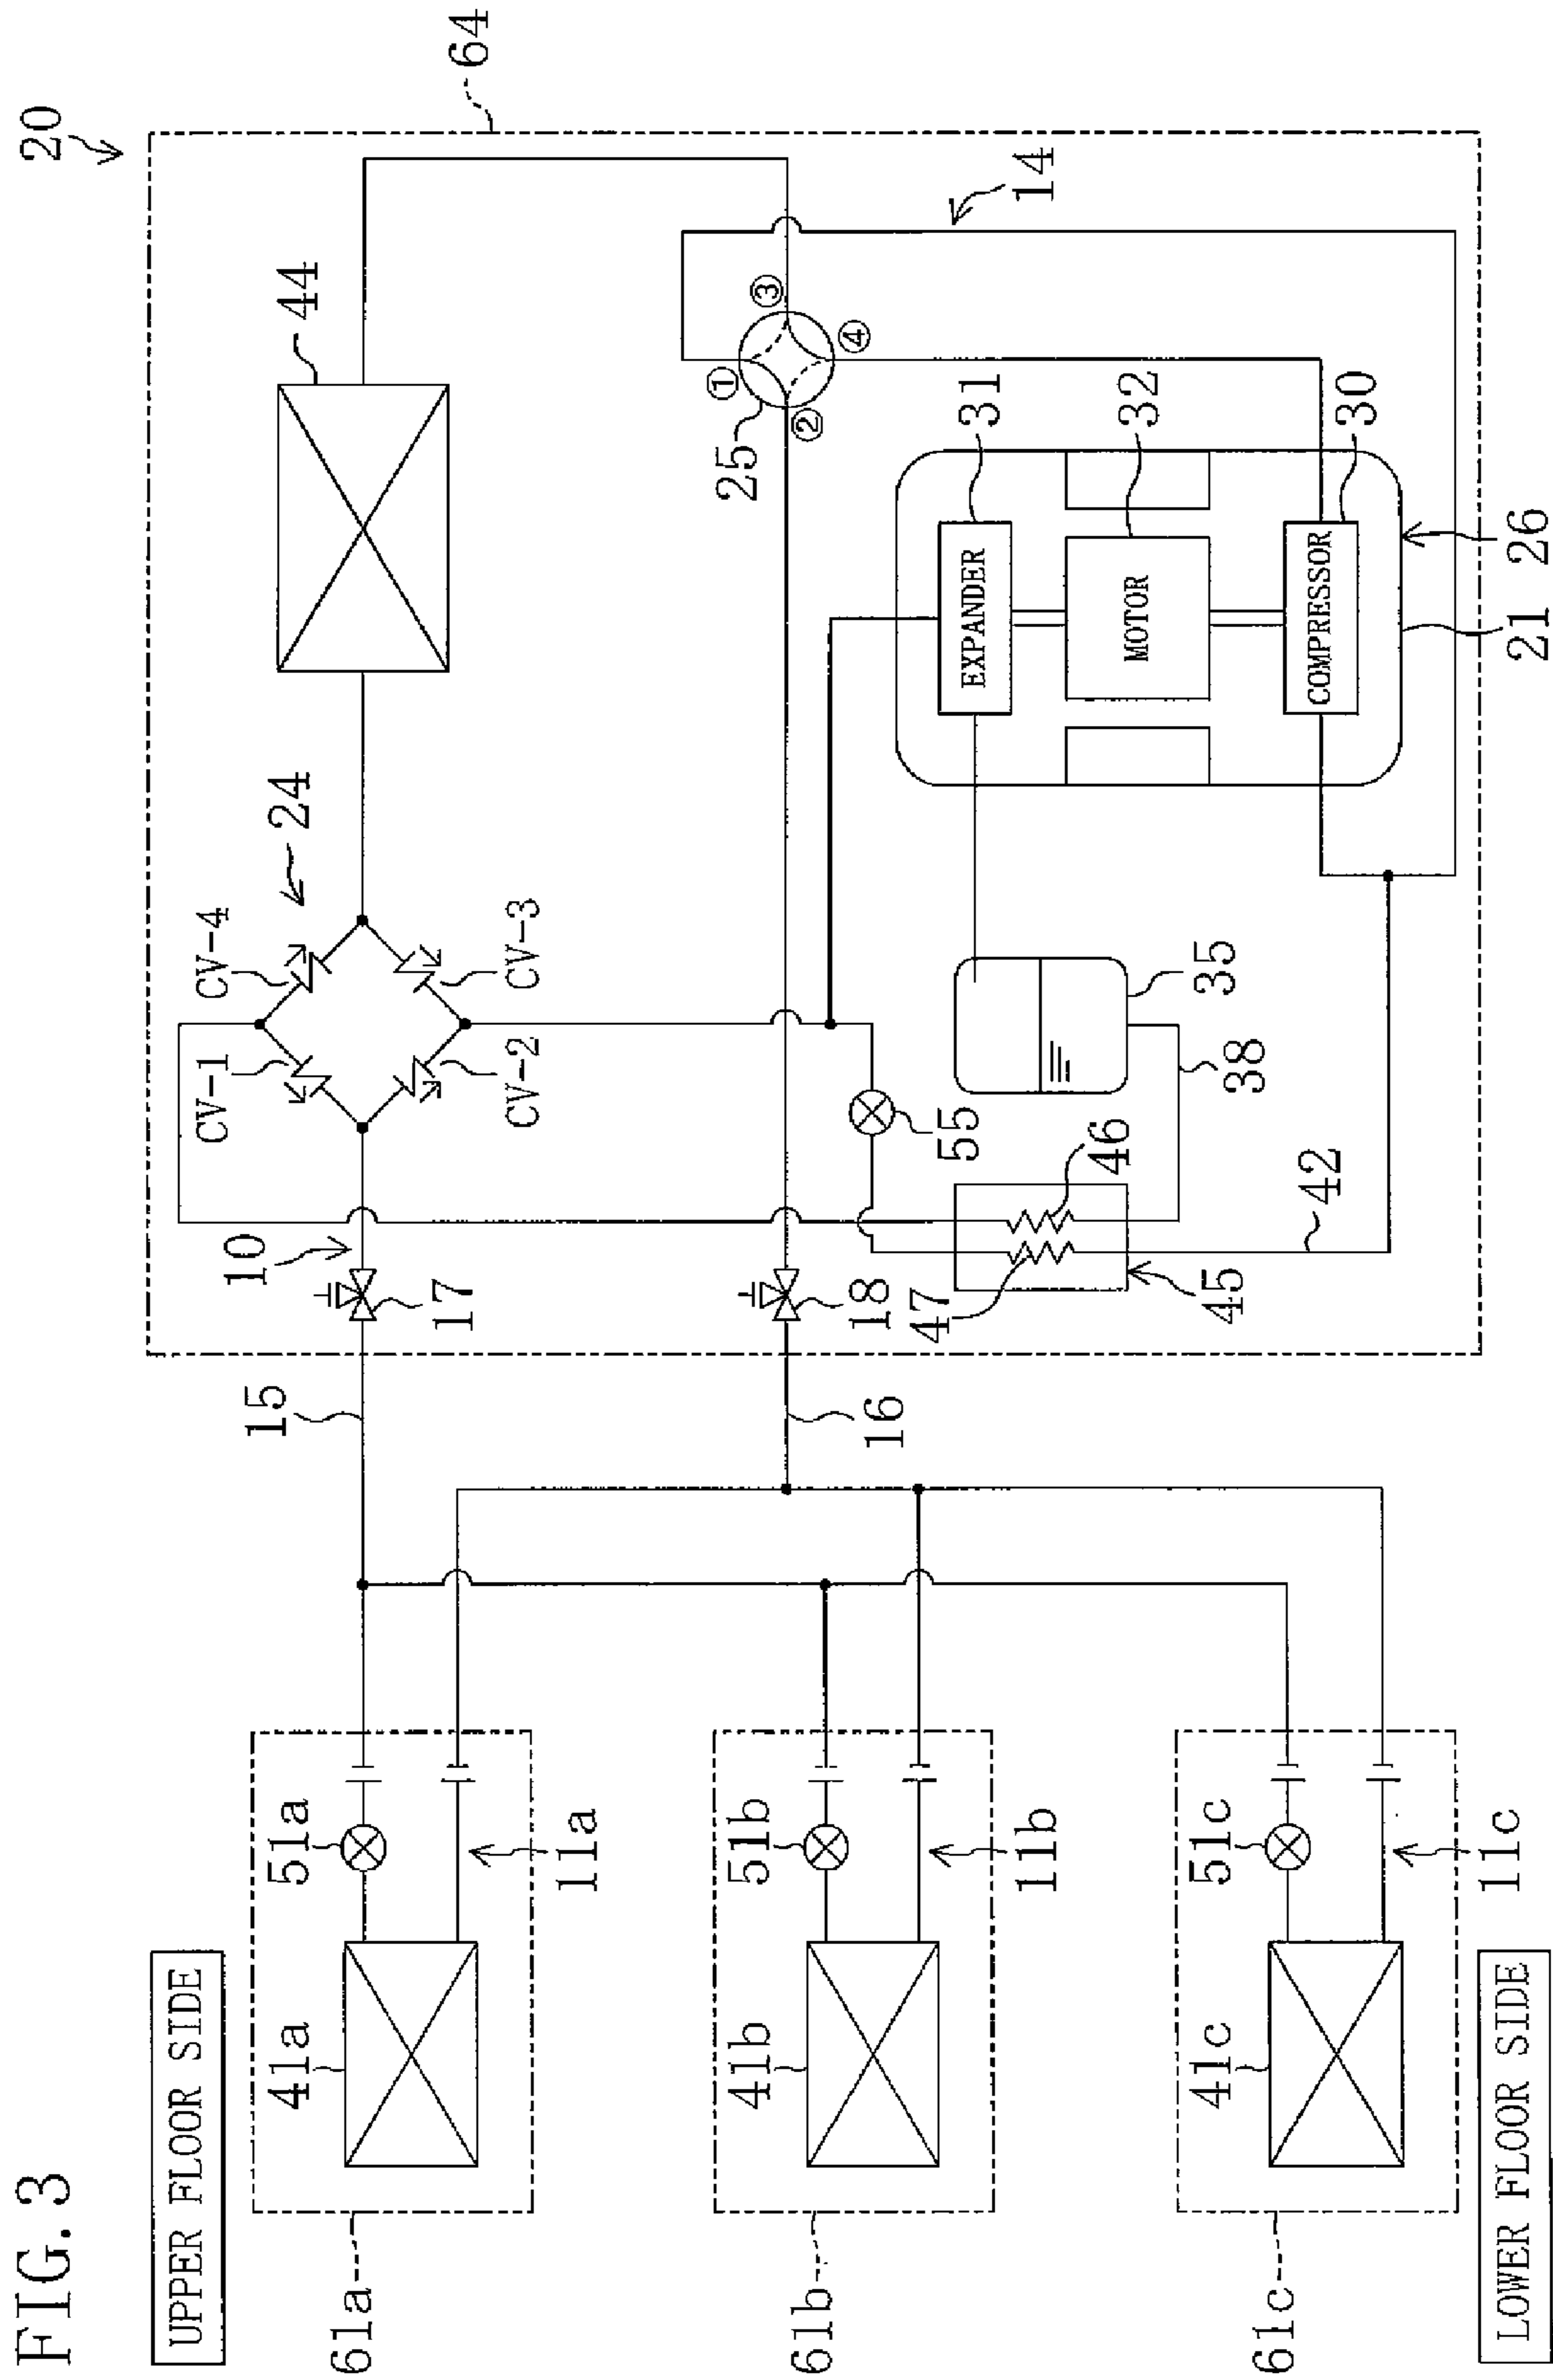 FIG.3
UPPER FLOOR SIDE
LOWER FLOOR SIDE
20
64
14
44
24
CV-4
CV-3
CV-1
CV-2
25
①
②
③
④
31
EXPANDER
32
MOTOR
30
COMPRESSOR
26
21
35
38
55
46
47
45
42
10
17
18
15
16
51a
41a
11a
61a
51b
41b
11b
61b
51c
41c
11c
61c